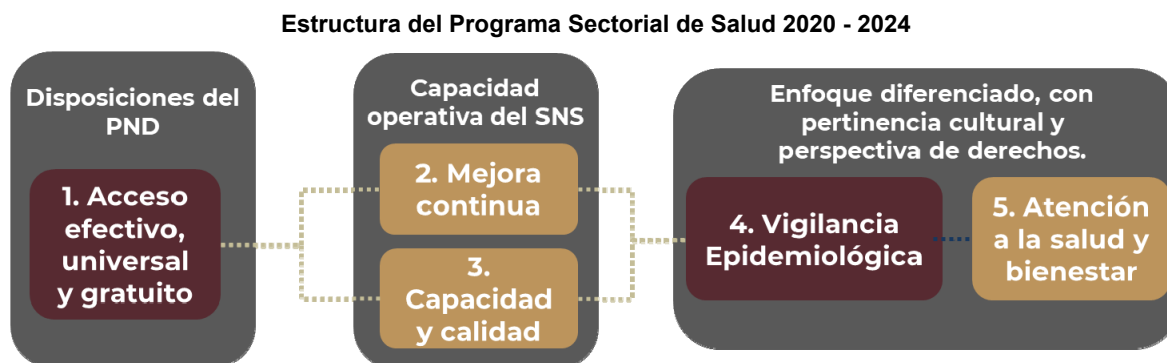 Estructura del Programa Sectorial de Salud 2020 - 2024
Disposiciones del
PND
1. Acceso
efectivo,
universal
y gratuito
Capacidad
operativa del SNS
2. Mejora
continua
3.
Capacidad
y calidad
Enfoque diferenciado, con
pertinencia cultural y
perspectiva de derechos.
4. Vigilancia
Epidemiológica
5. Atención
a la salud y
bienestar